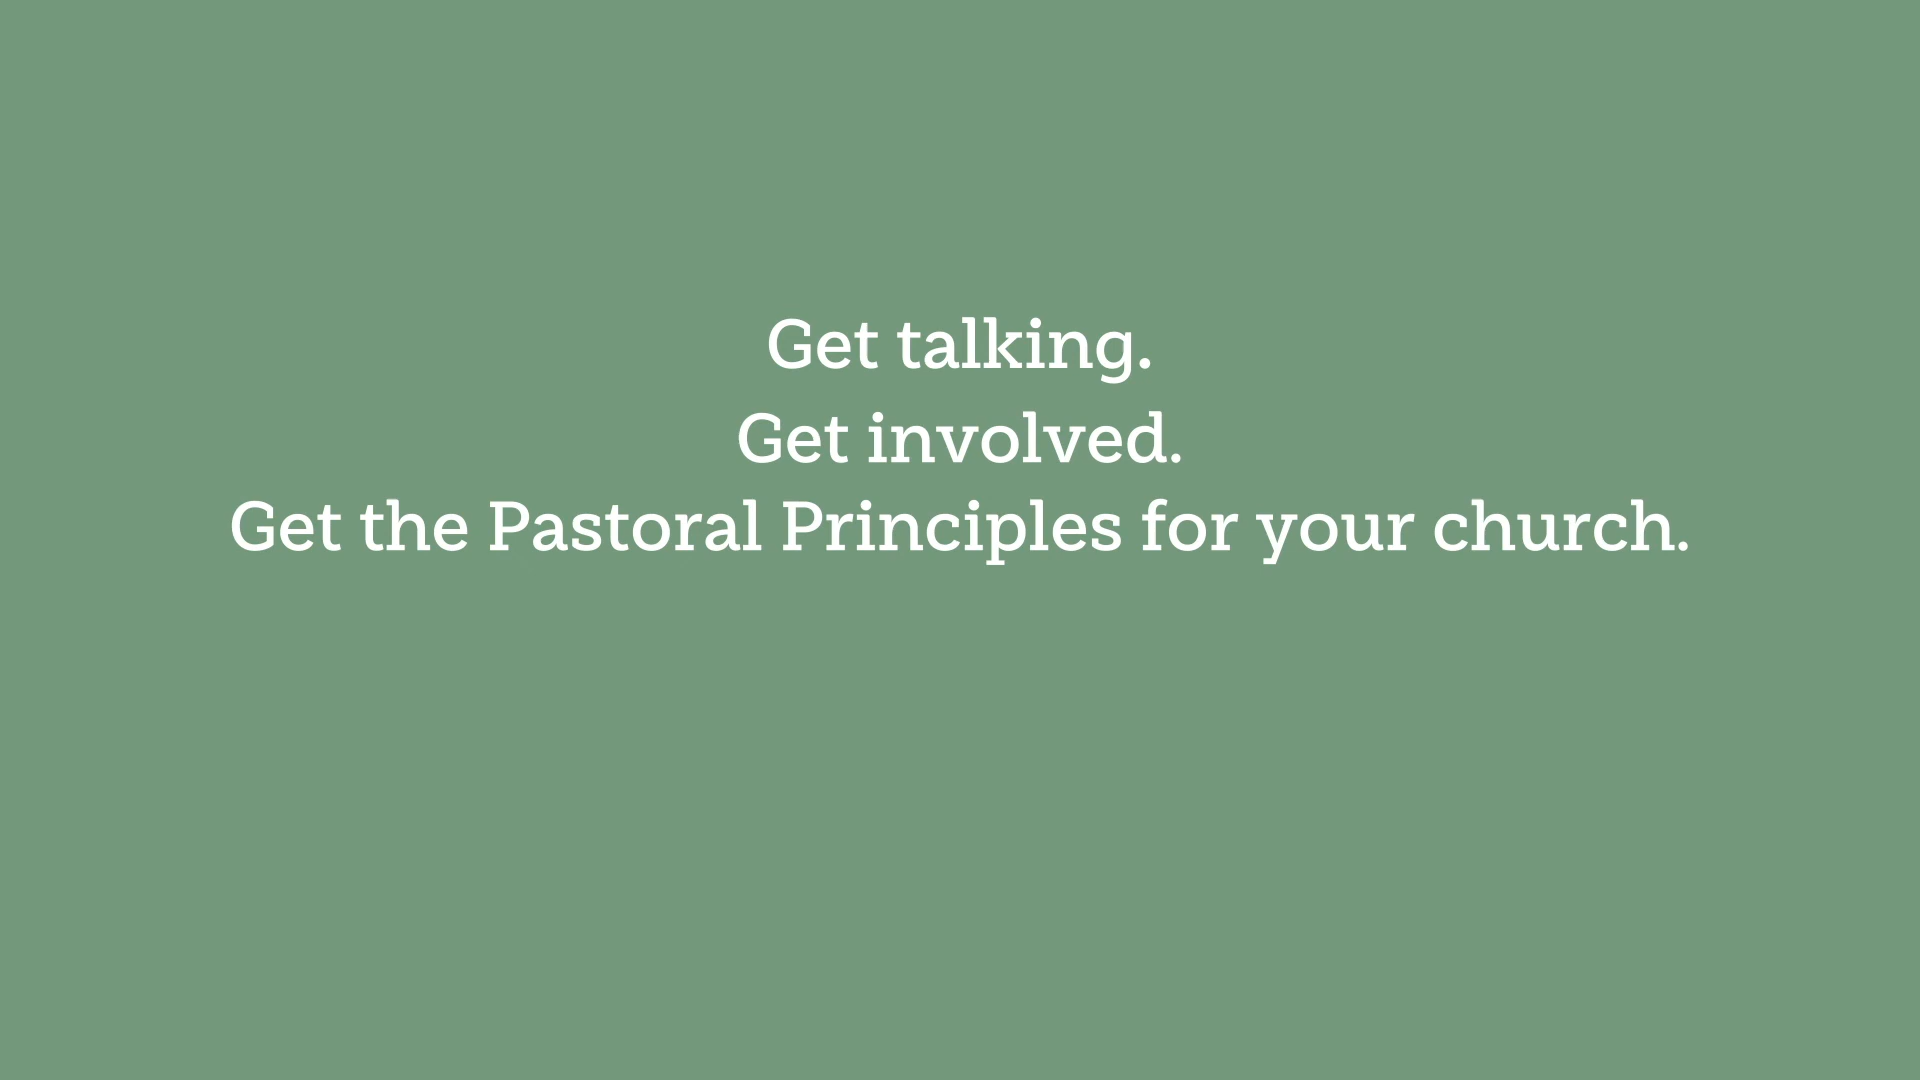 Get talking.
Get involved.
Get the Pastoral Principles for your church.